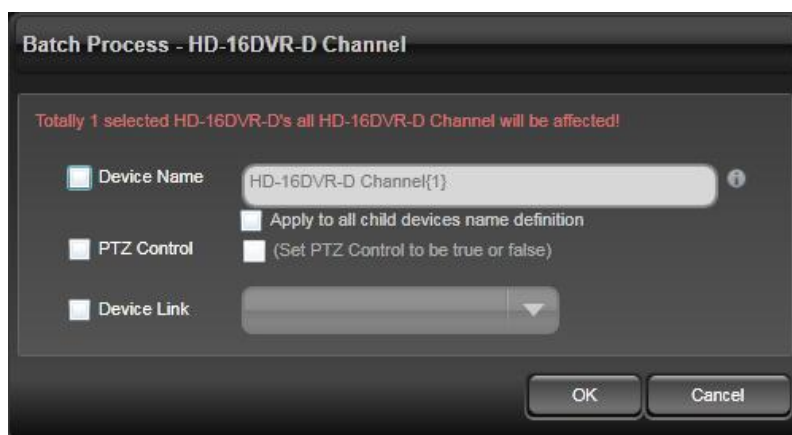 Batch Process - HD-16DVR-D Channel
Totally 1 selected HD-16DVR-D's all HD-16DVR-D Channel will be affected!
Device Name
HD-16DVR-D Channel{1}
Apply to all child devices name definition
PTZ Control
(Set PTZ Control to be true or false)
Device Link
OK
Cancel